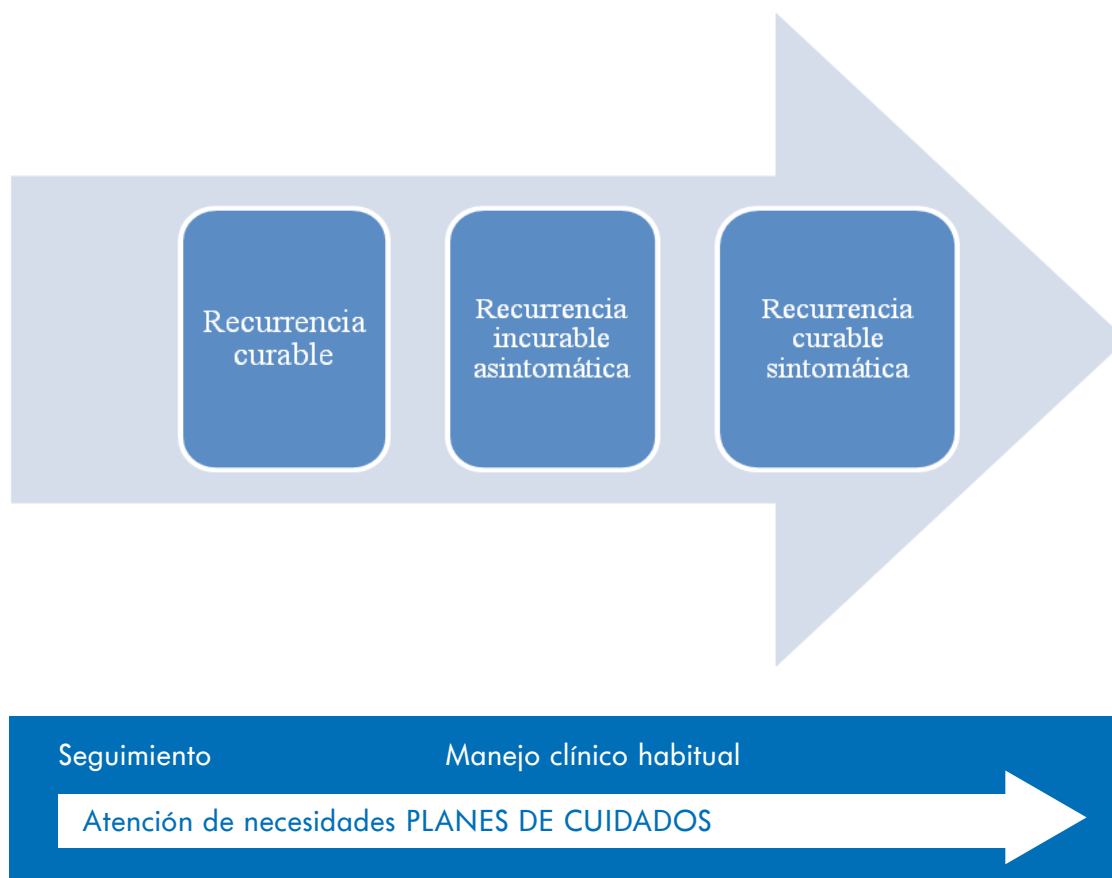 Recurrencia
curable
Recurrencia
incurable
asintomática
Recurrencia
curable
sintomática
Seguimiento
Manejo clínico habitual
Atención de necesidades PLANES DE CUIDADOS